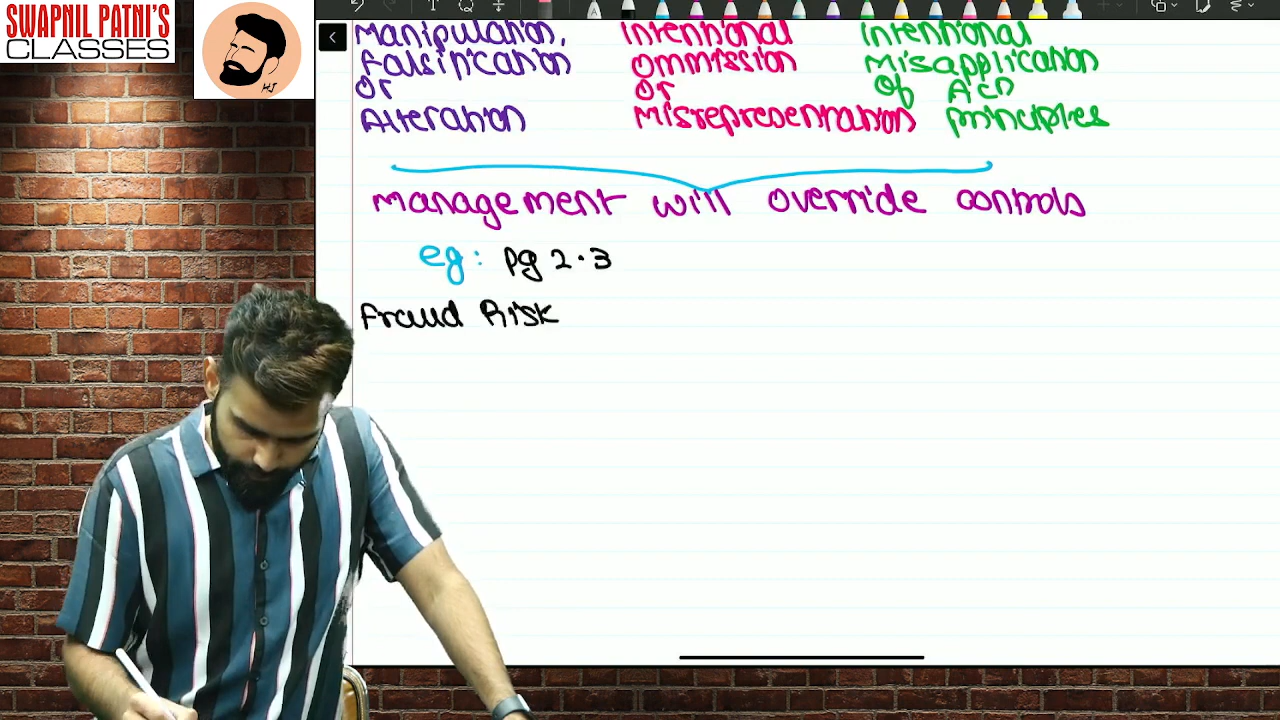 SWAPNIL PATNI'S
CLASSES
Manipulation,
Falsification
or
Alteration
Intentional
Ommission
or
Misrepresentation
Intentional
Misapplication
of Acc
principles
Management will override controls
eg: pg 2.3
Fraud Risk